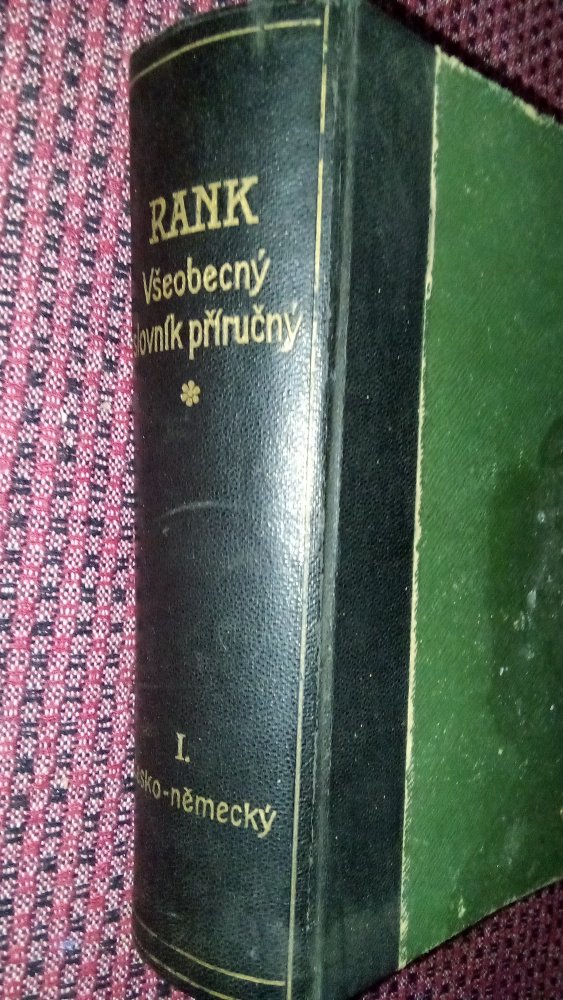 RANK
Všeobecný
slovník příručný
I.
sko-německý